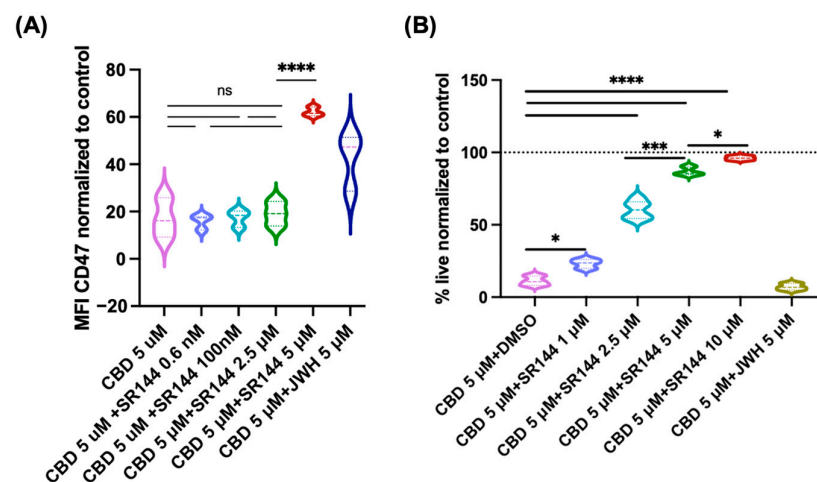 (A)
MFI CD47 normalized to control
80
60
40
20
0
−20
ns
****
CBD 5 uM
CBD 5 uM +SR144 0.6 nM
CBD 5 uM +SR144 100nM
CBD 5 μM+SR144 2.5 μM
CBD 5 μM+SR144 5 μM
CBD 5 μM+JWH 5 μM
(B)
% live normalized to control
150
100
50
0
****
***
*
*
CBD 5 μM+DMSO
CBD 5 μM+SR144 1 μM
CBD 5 μM+SR144 2.5 μM
CBD 5 μM+SR144 5 μM
CBD 5 μM+SR144 10 μM
CBD 5 μM+JWH 5 μM